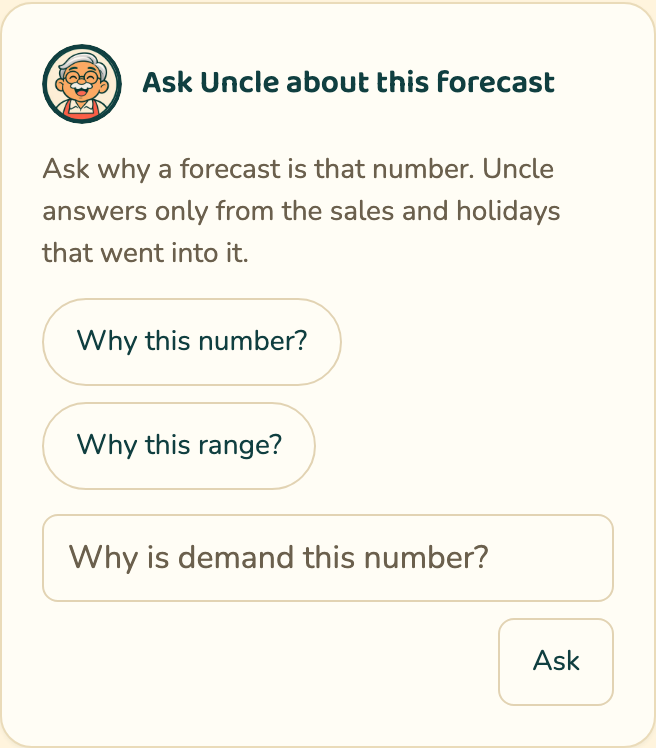 Ask Uncle about this forecast
Ask why a forecast is that number. Uncle
answers only from the sales and holidays
that went into it.
Why this number?
Why this range?
Why is demand this number?
Ask